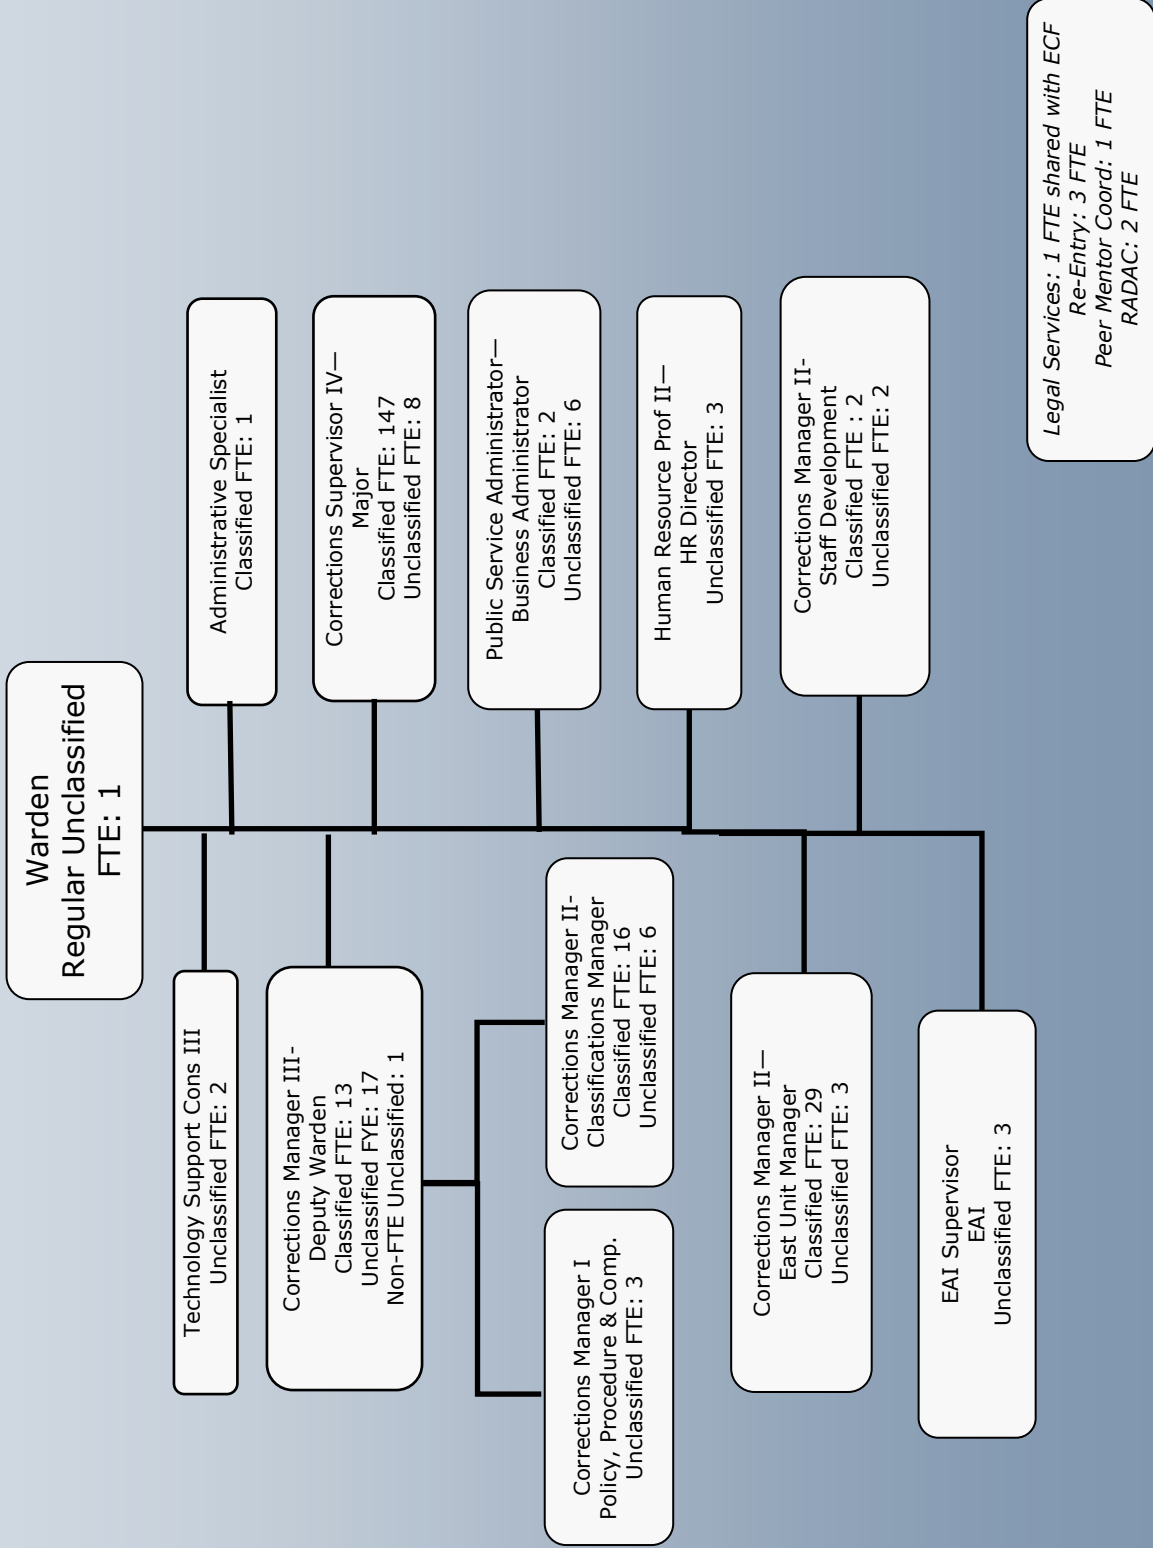 Warden
Regular Unclassified
FTE: 1
Technology Support Cons III
Unclassified FTE: 2
Administrative Specialist
Classified FTE: 1
Corrections Manager III-
Deputy Warden
Classified FTE: 13
Unclassified FYE: 17
Non-FTE Unclassified: 1
Corrections Supervisor IV—
Major
Classified FTE: 147
Unclassified FTE: 8
Public Service Administrator—
Business Administrator
Classified FTE: 2
Unclassified FTE: 6
Corrections Manager I
Policy, Procedure & Comp.
Unclassified FTE: 3
Corrections Manager II-
Classifications Manager
Classified FTE: 16
Unclassified FTE: 6
Human Resource Prof II—
HR Director
Unclassified FTE: 3
Corrections Manager II—
East Unit Manager
Classified FTE: 29
Unclassified FTE: 3
Corrections Manager II-
Staff Development
Classified FTE : 2
Unclassified FTE: 2
EAI Supervisor
EAI
Unclassified FTE: 3
Legal Services: 1 FTE shared with ECF
Re-Entry: 3 FTE
Peer Mentor Coord: 1 FTE
RADAC: 2 FTE